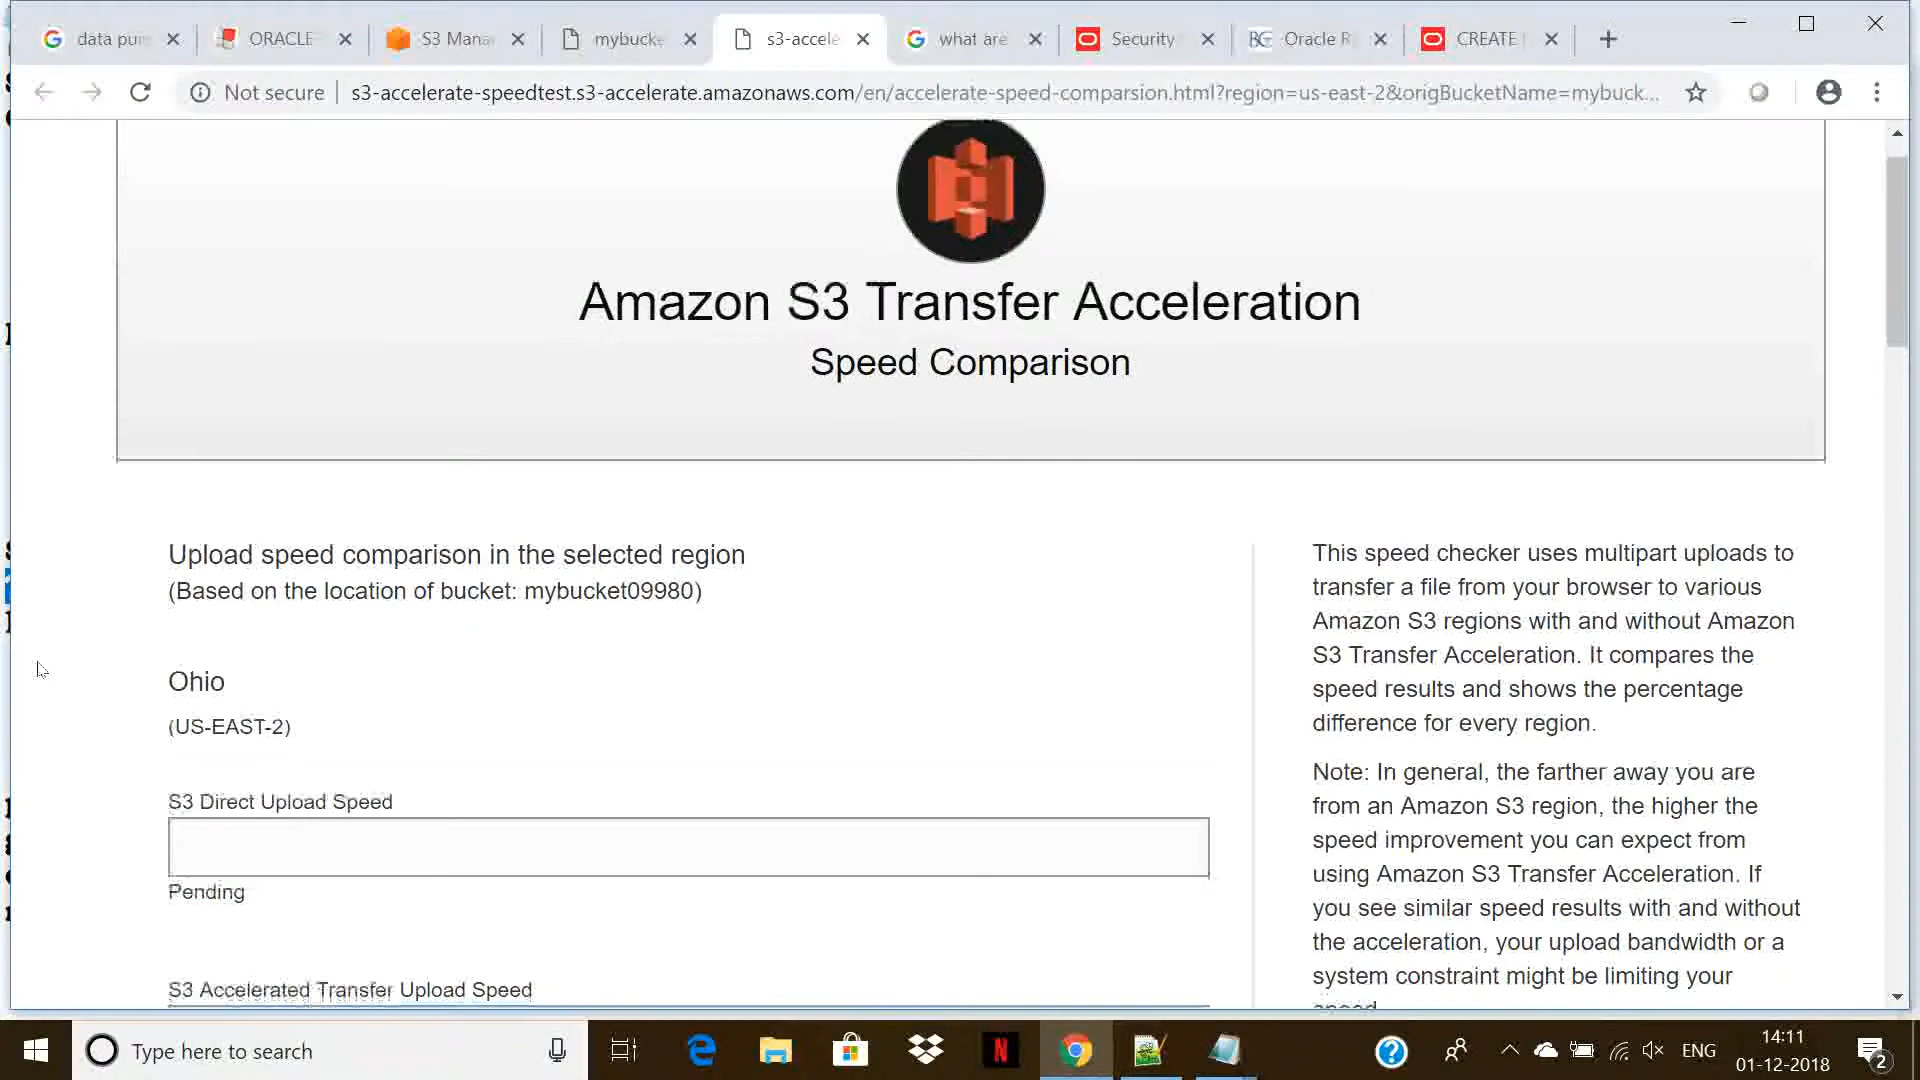 data pur
ORACLE
S3 Mana
mybucke
s3-accele
what are
Security
Oracle R
CREATE
Not secure
s3-accelerate-speedtest.s3-accelerate.amazonaws.com/en/accelerate-speed-comparsion.html?region=us-east-2&origBucketName=mybuck...
Amazon S3 Transfer Acceleration
Speed Comparison
Upload speed comparison in the selected region
(Based on the location of bucket: mybucket09980)
Ohio
(US-EAST-2)
S3 Direct Upload Speed
Pending
S3 Accelerated Transfer Upload Speed
This speed checker uses multipart uploads to
transfer a file from your browser to various
Amazon S3 regions with and without Amazon
S3 Transfer Acceleration. It compares the
speed results and shows the percentage
difference for every region.
Note: In general, the farther away you are
from an Amazon S3 region, the higher the
speed improvement you can expect from
using Amazon S3 Transfer Acceleration. If
you see similar speed results with and without
the acceleration, your upload bandwidth or a
system constraint might be limiting your
speed.
Type here to search
ENG
14:11
01-12-2018
2